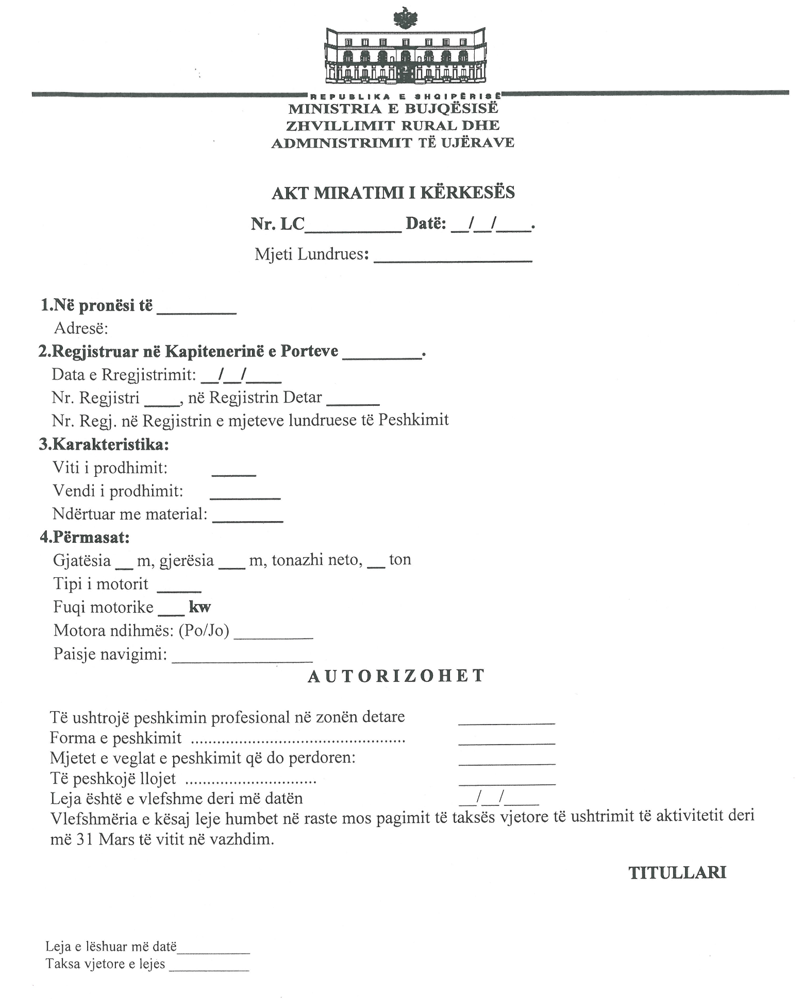 REPUBLIKA E SHQIPËRISË
MINISTRIA E BUJQËSISË
ZHVILLIMIT RURAL DHE
ADMINISTRIMIT TË UJËRAVE
AKT MIRATIMI I KËRKESËS
Nr. LC___________ Datë: __/__/____.
Mjeti Lundrues: __________________
1.Në pronësi të _________
Adresë:
2.Regjistruar në Kapitenerinë e Porteve _________.
Data e Rregjistrimit: __/__/____
Nr. Regjistri ____, në Regjistrin Detar ______
Nr. Regj. në Regjistrin e mjeteve lundruese të Peshkimit
3.Karakteristika:
Viti i prodhimit: _____
Vendi i prodhimit: ________
Ndërtuar me material: ________
4.Përmasat:
Gjatësia __ m, gjerësia ___ m, tonazhi neto, __ ton
Tipi i motorit _____
Fuqi motorike ___ kw
Motora ndihmës: (Po/Jo) _________
Paisje navigimi: ________________
A U T O R I Z O H E T
Të ushtrojë peshkimin profesional në zonën detare ___________
Forma e peshkimit ................................................. ___________
Mjetet e veglat e peshkimit që do perdoren: ___________
Të peshkojë llojet .............................. ___________
Leja është e vlefshme deri më datën __/__/____
Vlefshmëria e kësaj leje humbet në raste mos pagimit të taksës vjetore të ushtrimit të aktivitetit deri
më 31 Mars të vitit në vazhdim.
TITULLARI
Leja e lëshuar më datë__________
Taksa vjetore e lejes ___________